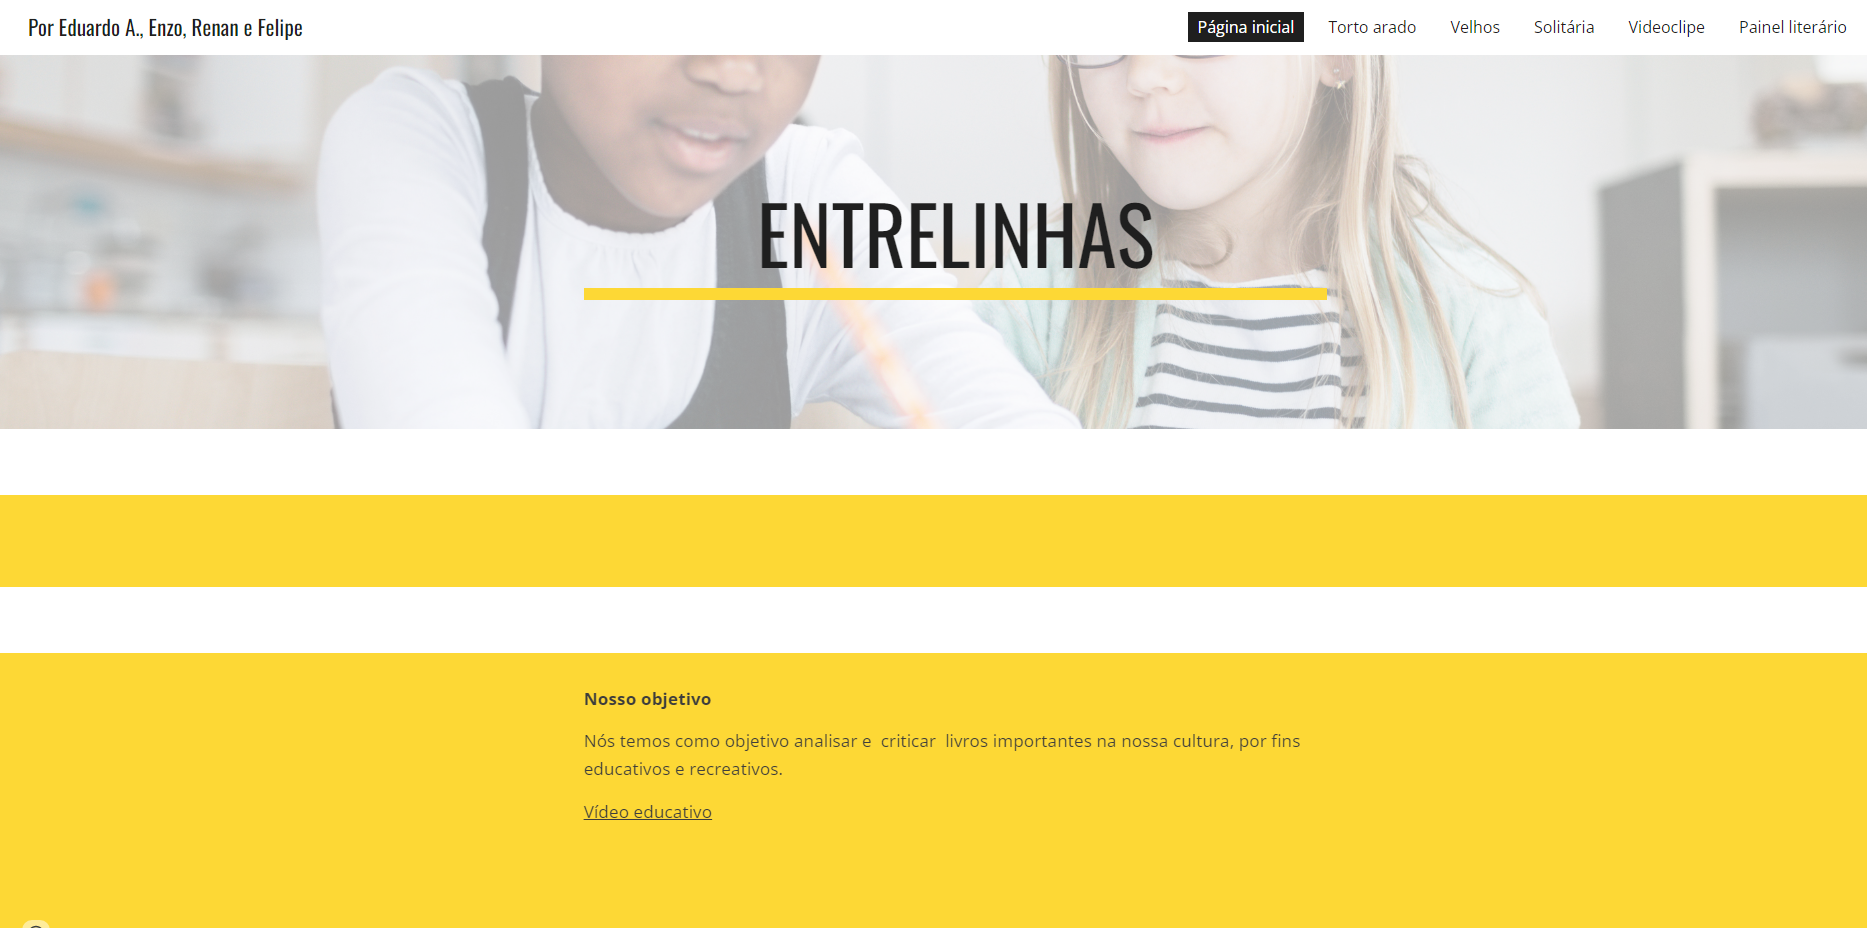 Por Eduardo A., Enzo, Renan e Felipe
Página inicial
Torto arado
Velhos
Solitária
Videoclipe
Painel literário
ENTRELINHAS
Nosso objetivo
Nós temos como objetivo analisar e  criticar  livros importantes na nossa cultura, por fins
educativos e recreativos.
Vídeo educativo